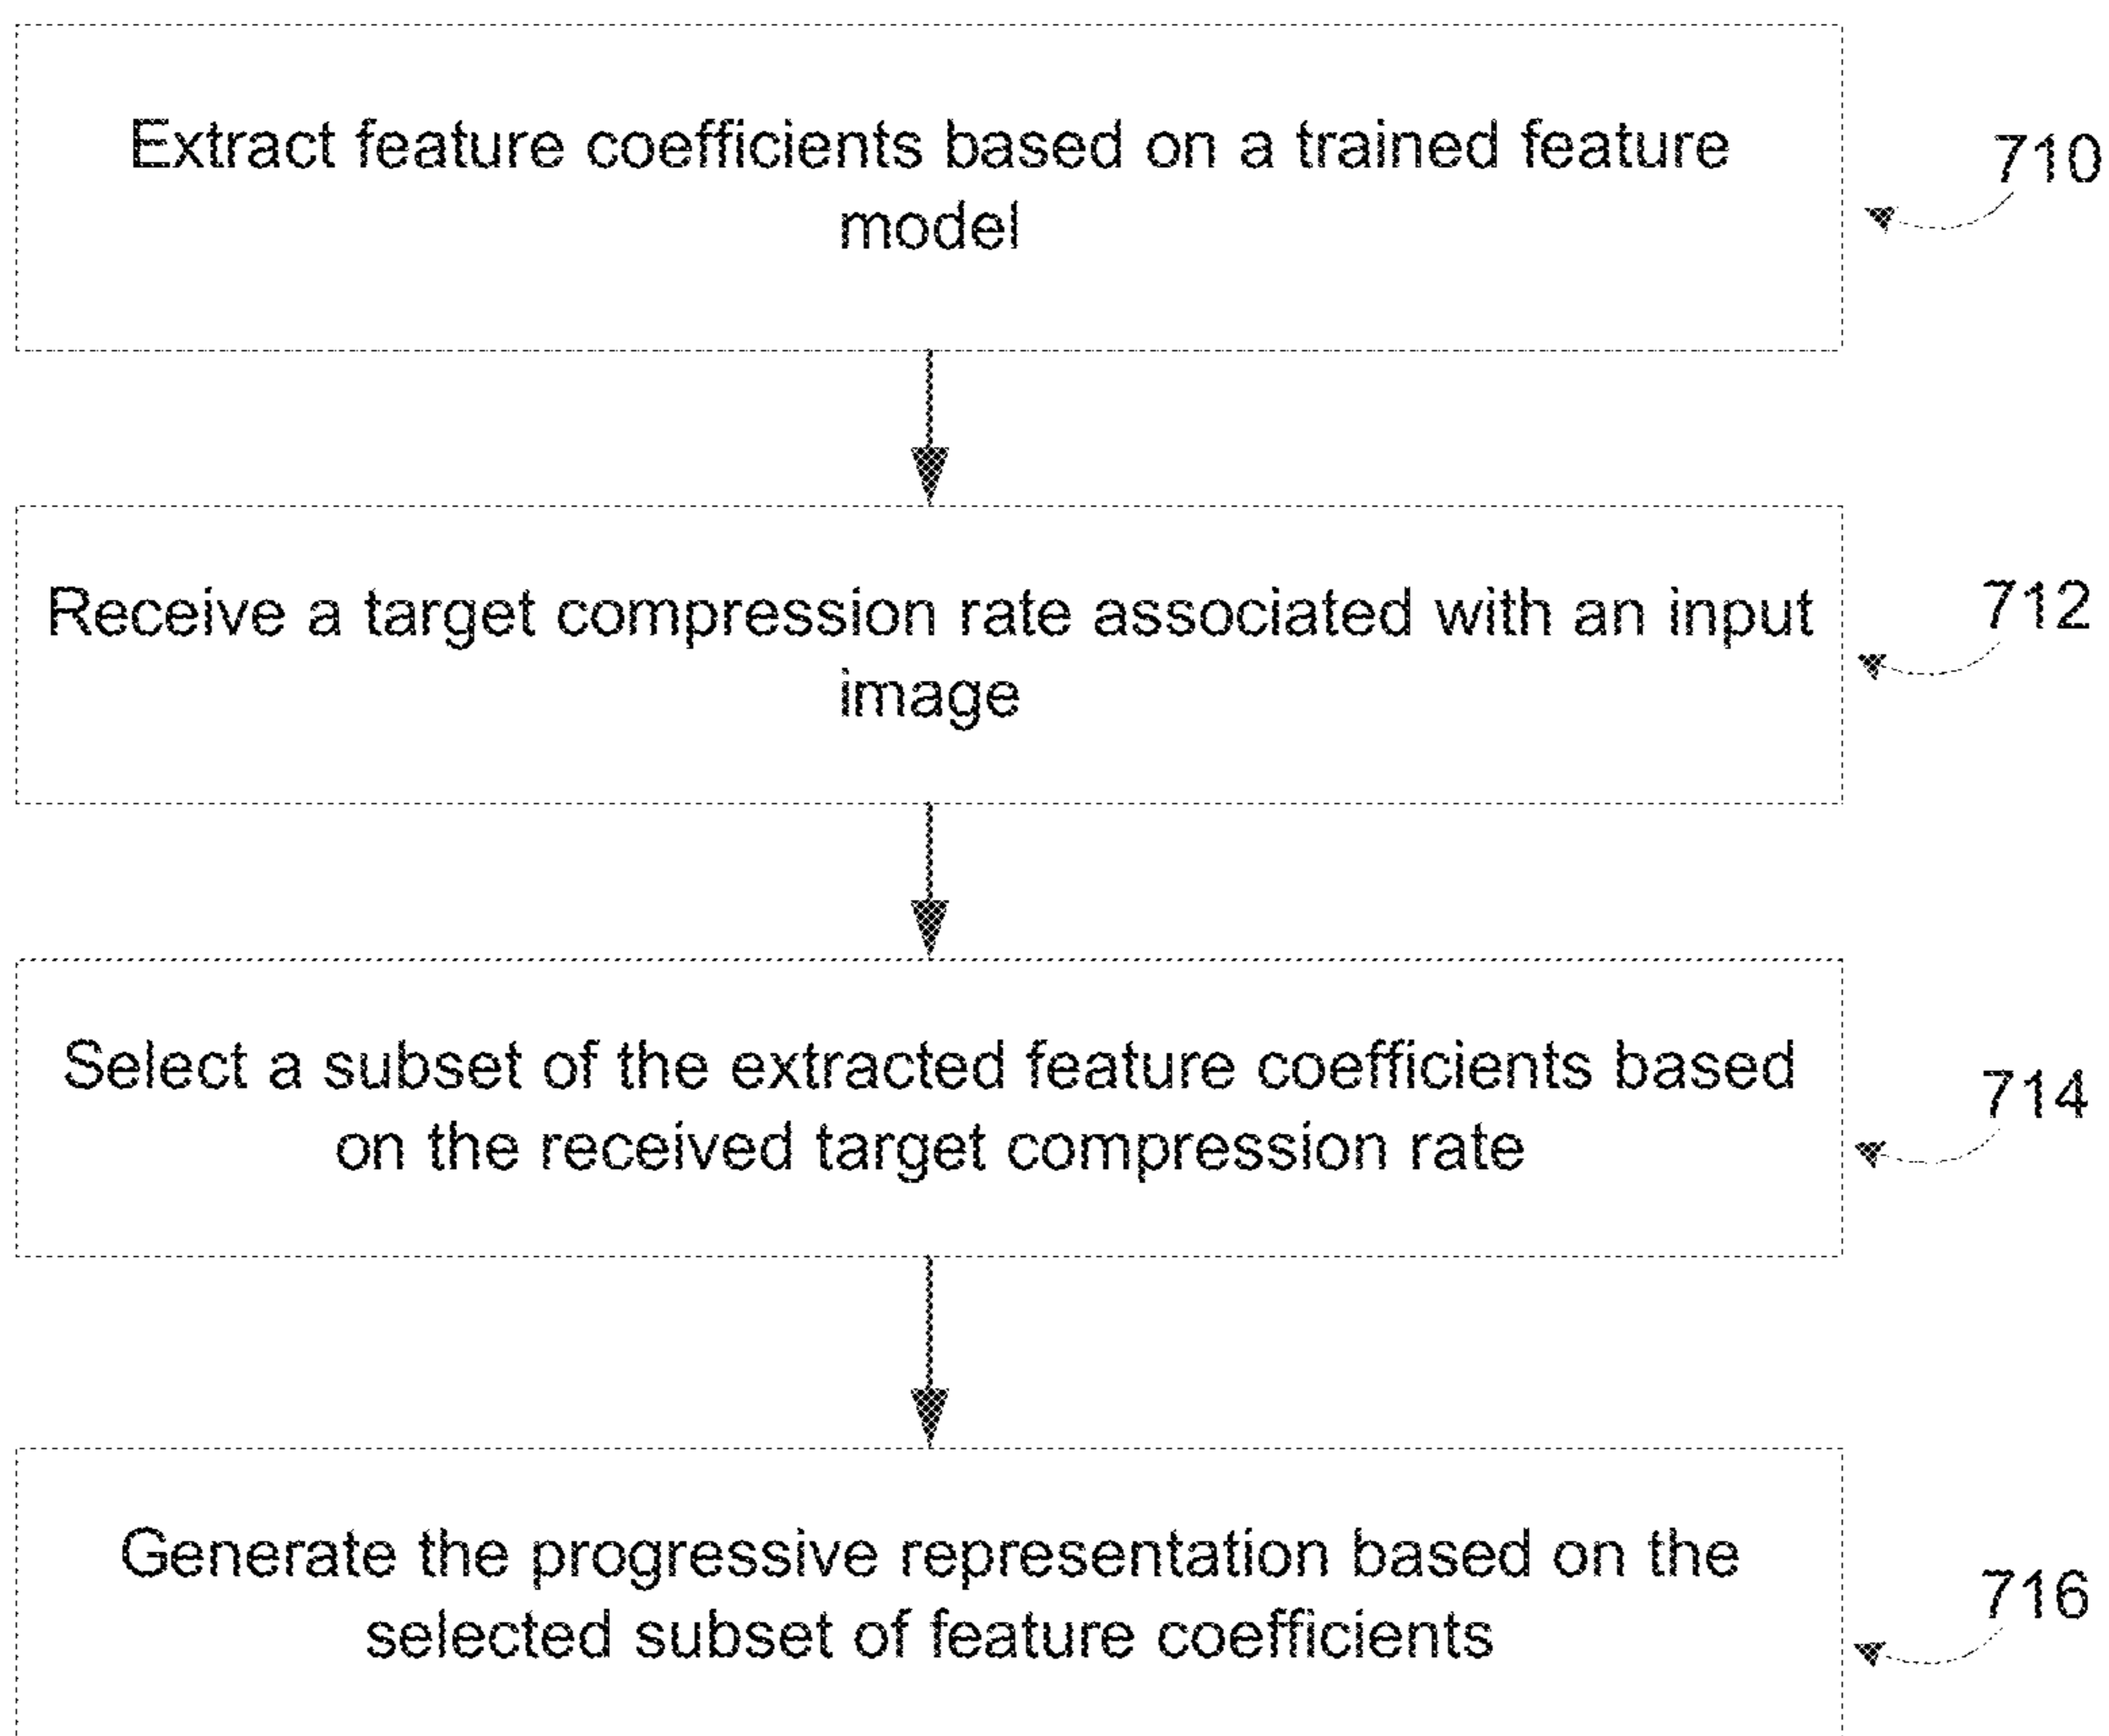 Extract feature coefficients based on a trained feature
model
710
Receive a target compression rate associated with an input
image
712
Select a subset of the extracted feature coefficients based
on the received target compression rate
714
Generate the progressive representation based on the
selected subset of feature coefficients
716